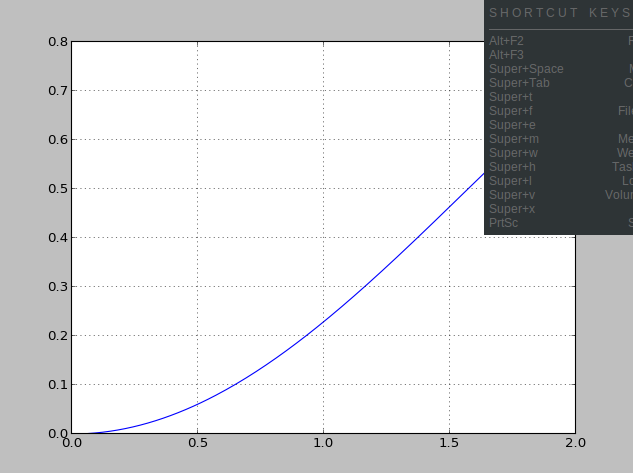 SHORTCUT KEYS
Alt+F2
Alt+F3
Super+Space
Super+Tab
Super+t
Super+f
Super+e
Super+m
Super+w
Super+h
Super+l
Super+v
Super+x
PrtSc
0.8
0.7
0.6
0.5
0.4
0.3
0.2
0.1
0.0
0.0 0.5 1.0 1.5 2.0